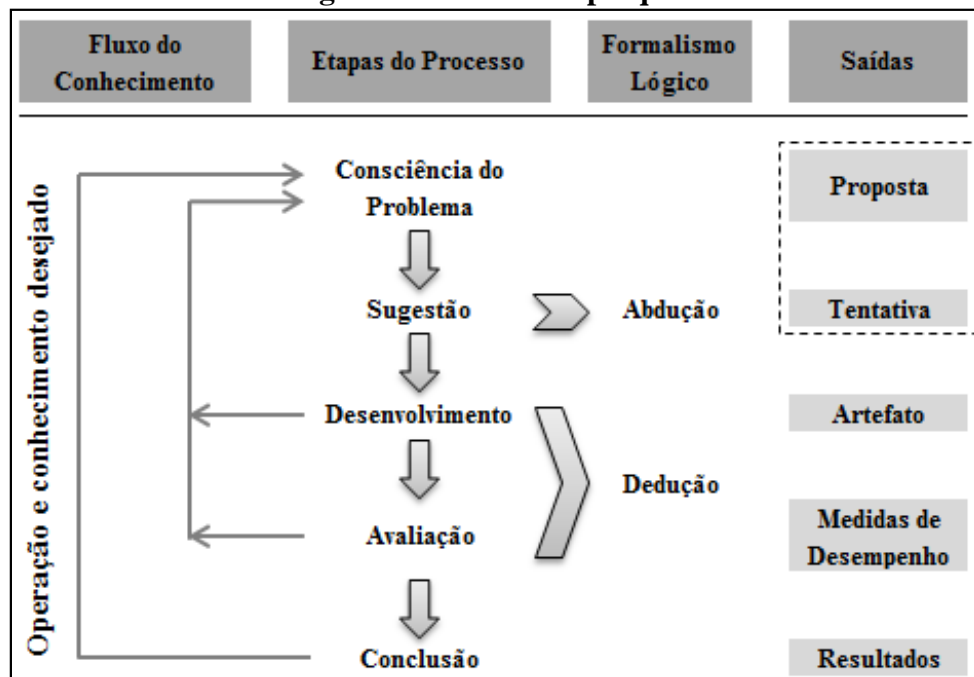 Fluxo do
Conhecimento
Etapas do Processo
Formalismo
Lógico
Saídas
Operação e conhecimento desejado
Consciência do
Problema
Proposta
Sugestão
Abdução
Tentativa
Desenvolvimento
Artefato
Dedução
Avaliação
Medidas de
Desempenho
Conclusão
Resultados